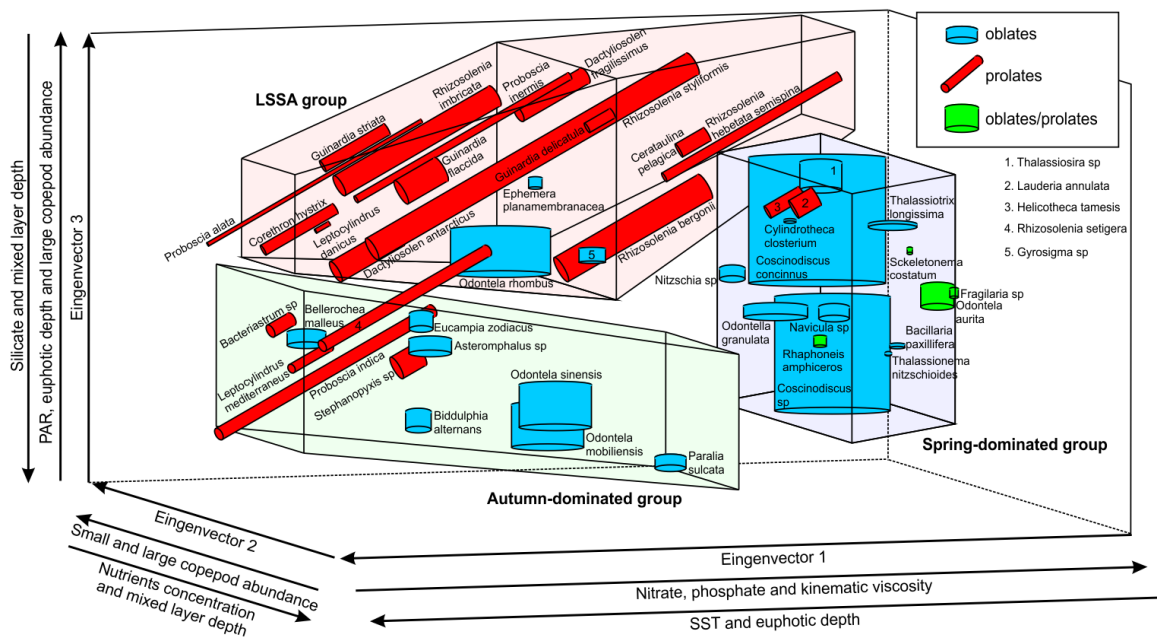 oblates
prolates
oblates/prolates
1. Thalassiosira sp
2. Lauderia annulata
3. Helicotheca tamesis
4. Rhizosolenia setigera
5. Gyrosigma sp
LSSA group
Guinardia striata
Rhizosolenia
imbricata
Proboscia
inermis
Dactyliosolen
fragilissimus
Rhizosolenia styliformis
Guinardia delicatula
Guinardia
flaccida
Ephemera
planamembranacea
Cerataulina
pelagica
Rhizosolenia
hebetata semispina
Proboscia alata
Corethron hystrix
Leptocylindrus
danicus
Dactyliosolen antarcticus
Odontela rhombus
5
Rhizosolenia bergonii
1
2
3
Cylindrotheca
closterium
Coscinodiscus
concinnus
Thalassiotrix
longissima
Sckeletonema
costatum
Nitzschia sp
Fragilaria sp
Odontela
aurita
Odontella
granulata
Navicula sp
Rhaphoneis
amphiceros
Coscinodiscus
sp
Bacillaria
paxillifera
Thalassionema
nitzschioides
Spring-dominated group
Bacteriastrum sp
Bellerochea
malleus
4
Leptocylindrus
mediterraneus
Proboscia indica
Stephanopyxis sp
Eucampia zodiacus
Asteromphalus sp
Odontela sinensis
Biddulphia
alternans
Odontela
mobiliensis
Paralia
sulcata
Autumn-dominated group
Silicate and mixed layer depth
PAR, euphotic depth and large copepod abundance
Eingenvector 3
Eingenvector 2
Small and large copepod abundance
Nutrients concentration
and mixed layer depth
Eingenvector 1
Nitrate, phosphate and kinematic viscosity
SST and euphotic depth